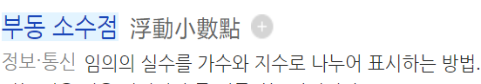 부동 소수점 浮動小數點
정보·통신 임의의 실수를 가수와 지수로 나누어 표시하는 방법.